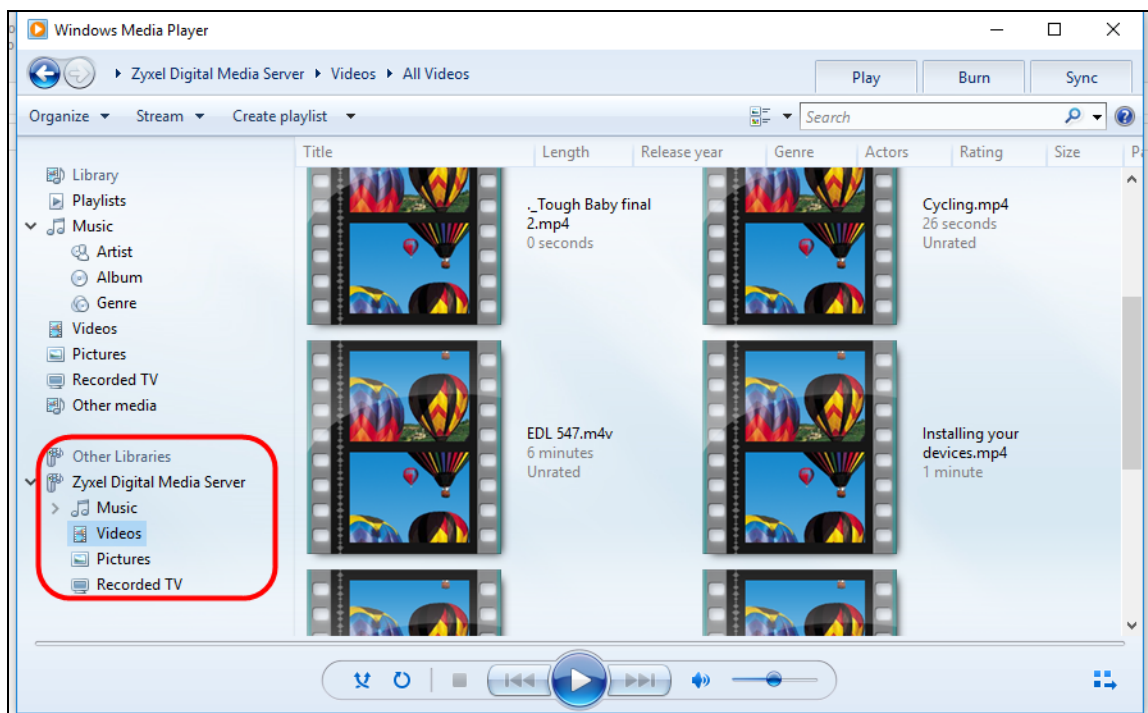 Windows Media Player
Zyxel Digital Media Server Videos All Videos
Play Burn Sync
Organize Stream Create playlist
Search
Title Length Release year Genre Actors Rating Size
Library
Playlists
Music
Artist
Album
Genre
Videos
Pictures
Recorded TV
Other media
Other Libraries
Zyxel Digital Media Server
Music
Videos
Pictures
Recorded TV
._Tough Baby final
2.mp4
0 seconds
Cycling.mp4
26 seconds
Unrated
EDL 547.m4v
6 minutes
Unrated
Installing your
devices.mp4
1 minute